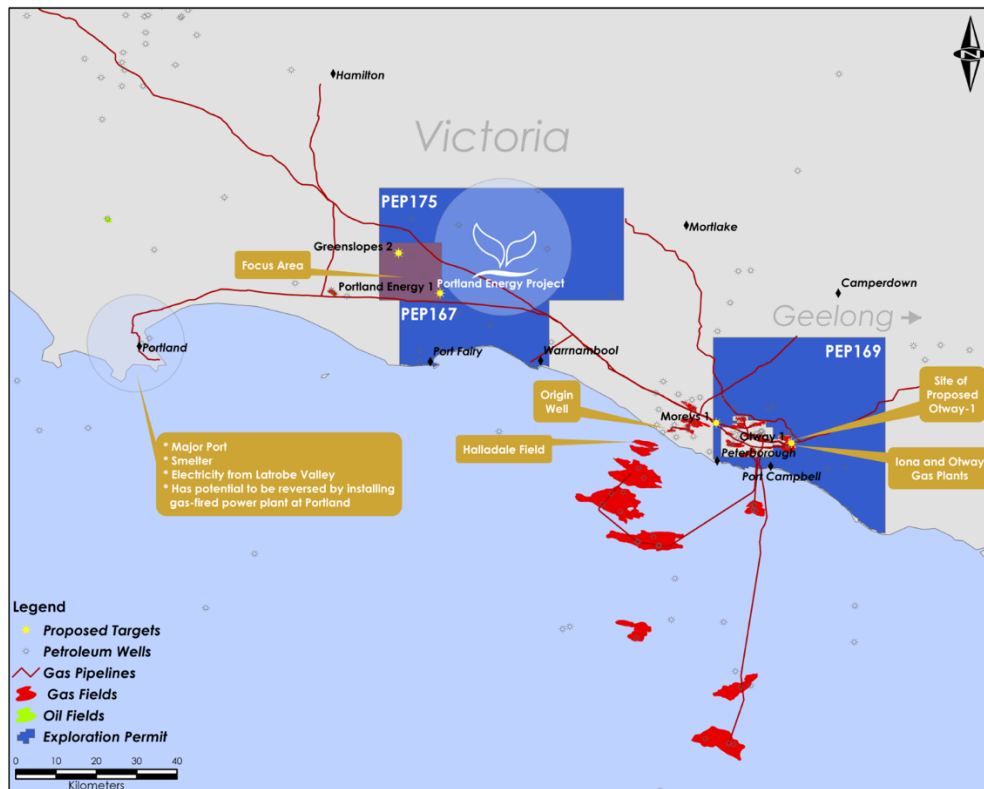 N
Hamilton
Victoria
PEP175
Mortlake
Greenslopes 2
Focus Area
Portland Energy 1
Portland Energy Project
Camperdown
PEP167
Geelong
PEP169
Portland
Port Fairy
Warrnambool
Origin
Well
Moreys 1
Site of
Proposed
Otway-1
Otway 1
Halladale Field
Peterborough
Port Campbell
Iona and Otway
Gas Plants
* Major Port
* Smelter
* Electricity from Latrobe Valley
* Has potential to be reversed by installing
gas-fired power plant at Portland
Legend
Proposed Targets
Petroleum Wells
Gas Pipelines
Gas Fields
Oil Fields
Exploration Permit
0 10 20 30 40
Kilometers